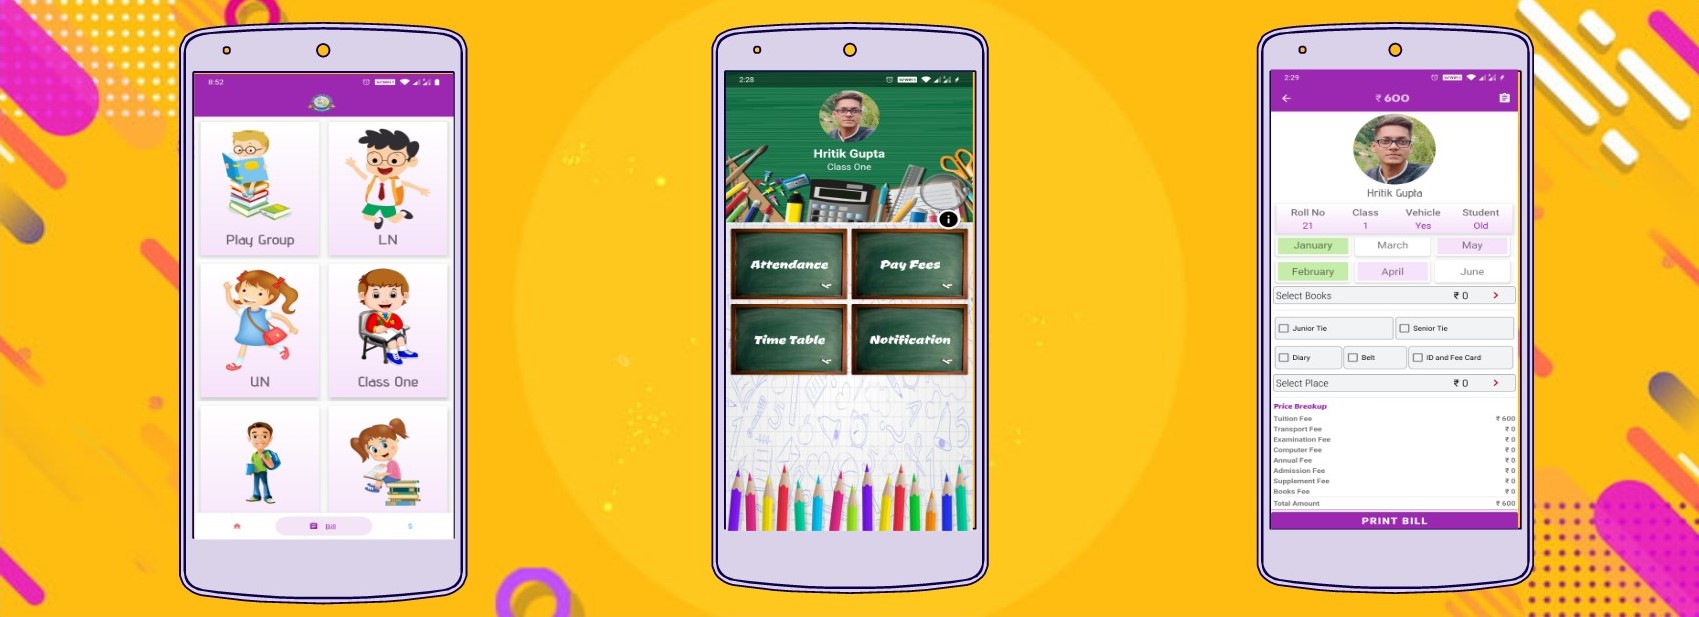 8:52
Play Group
LN
UN
Class One
Bill
$
2:28
Hritik Gupta
Class One
i
Attendance
Pay Fees
Time Table
Notification
2:29
₹ 600
Hritik Gupta
Roll No Class Vehicle Student
21 1 Yes Old
January March May
February April June
Select Books ₹ 0
Junior Tie Senior Tie
Diary Belt ID and Fee Card
Select Place ₹ 0
Price Breakup
Tuition Fee ₹ 600
Transport Fee ₹ 0
Examination Fee ₹ 0
Computer Fee ₹ 0
Annual Fee ₹ 0
Admission Fee ₹ 0
Supplement Fee ₹ 0
Books Fee ₹ 0
Total Amount ₹ 600
PRINT BILL